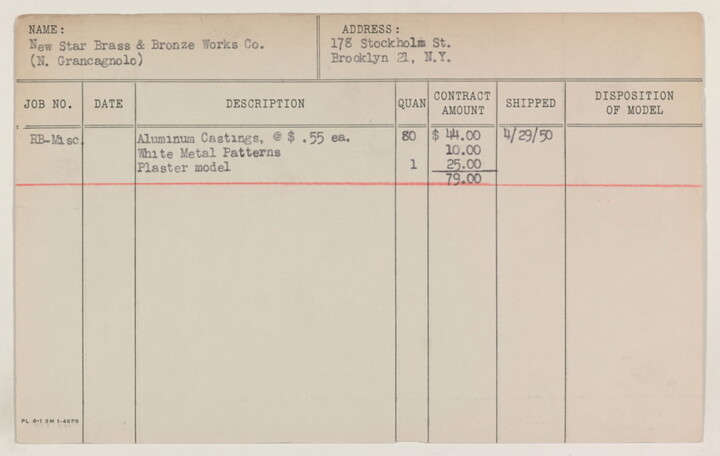 NAME:
New Star Brass & Bronze Works Co.
(N. Grancagnolo)
ADDRESS:
178 Stockholm St.
Brooklyn 21, N.Y.
JOB NO. DATE DESCRIPTION QUAN CONTRACT AMOUNT SHIPPED DISPOSITION OF MODEL
RB-Misc. Aluminum Castings, @ $ .55 ea. 80 $ 44.00 4/29/50
White Metal Patterns 10.00
Plaster model 1 25.00
79.00